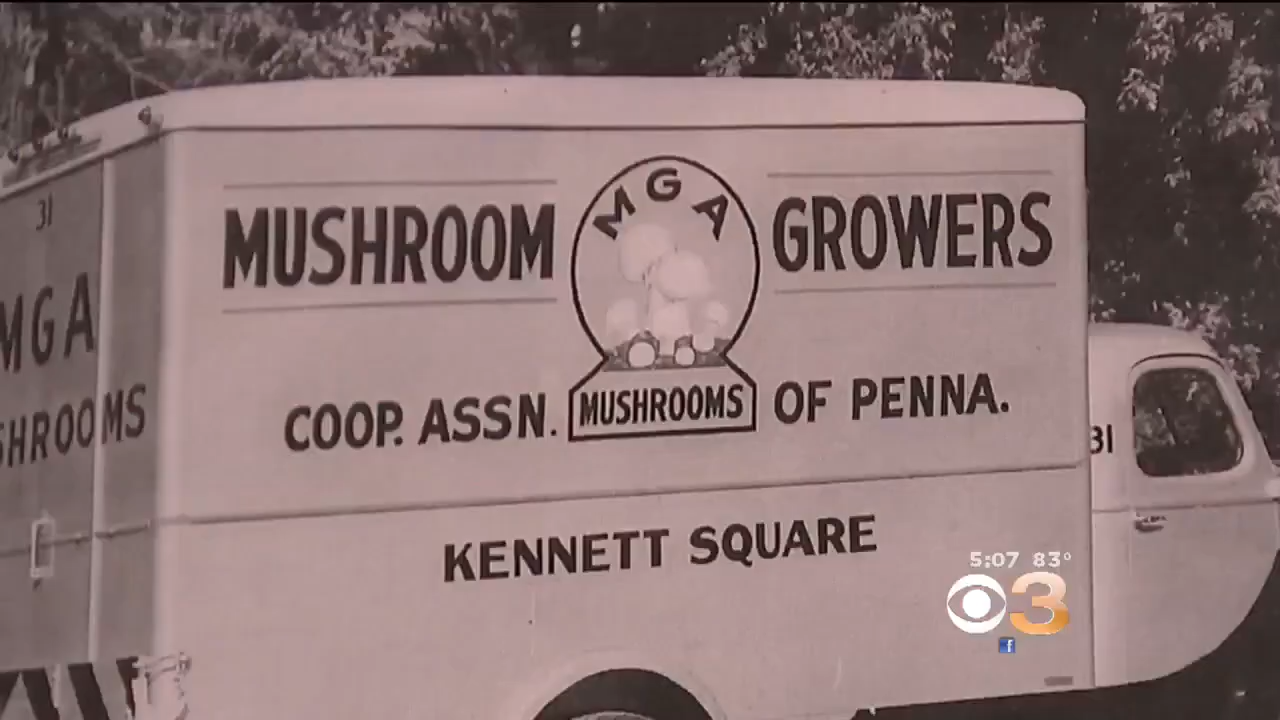 31
MGA
SHROOMS
MUSHROOM MGA GROWERS
COOP. ASSN. MUSHROOMS OF PENNA.
KENNETT SQUARE
31
5:07 83°
3
f